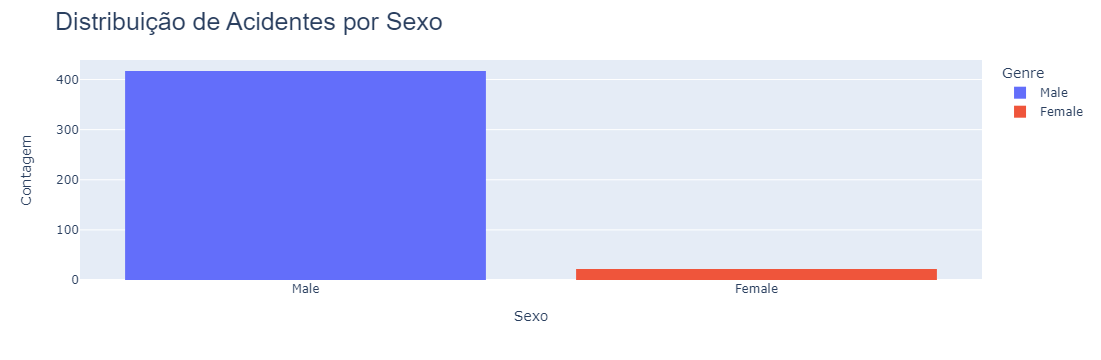 Distribuição de Acidentes por Sexo
Genre
Male
Female
Contagem
400
300
200
100
0
Male Female
Sexo